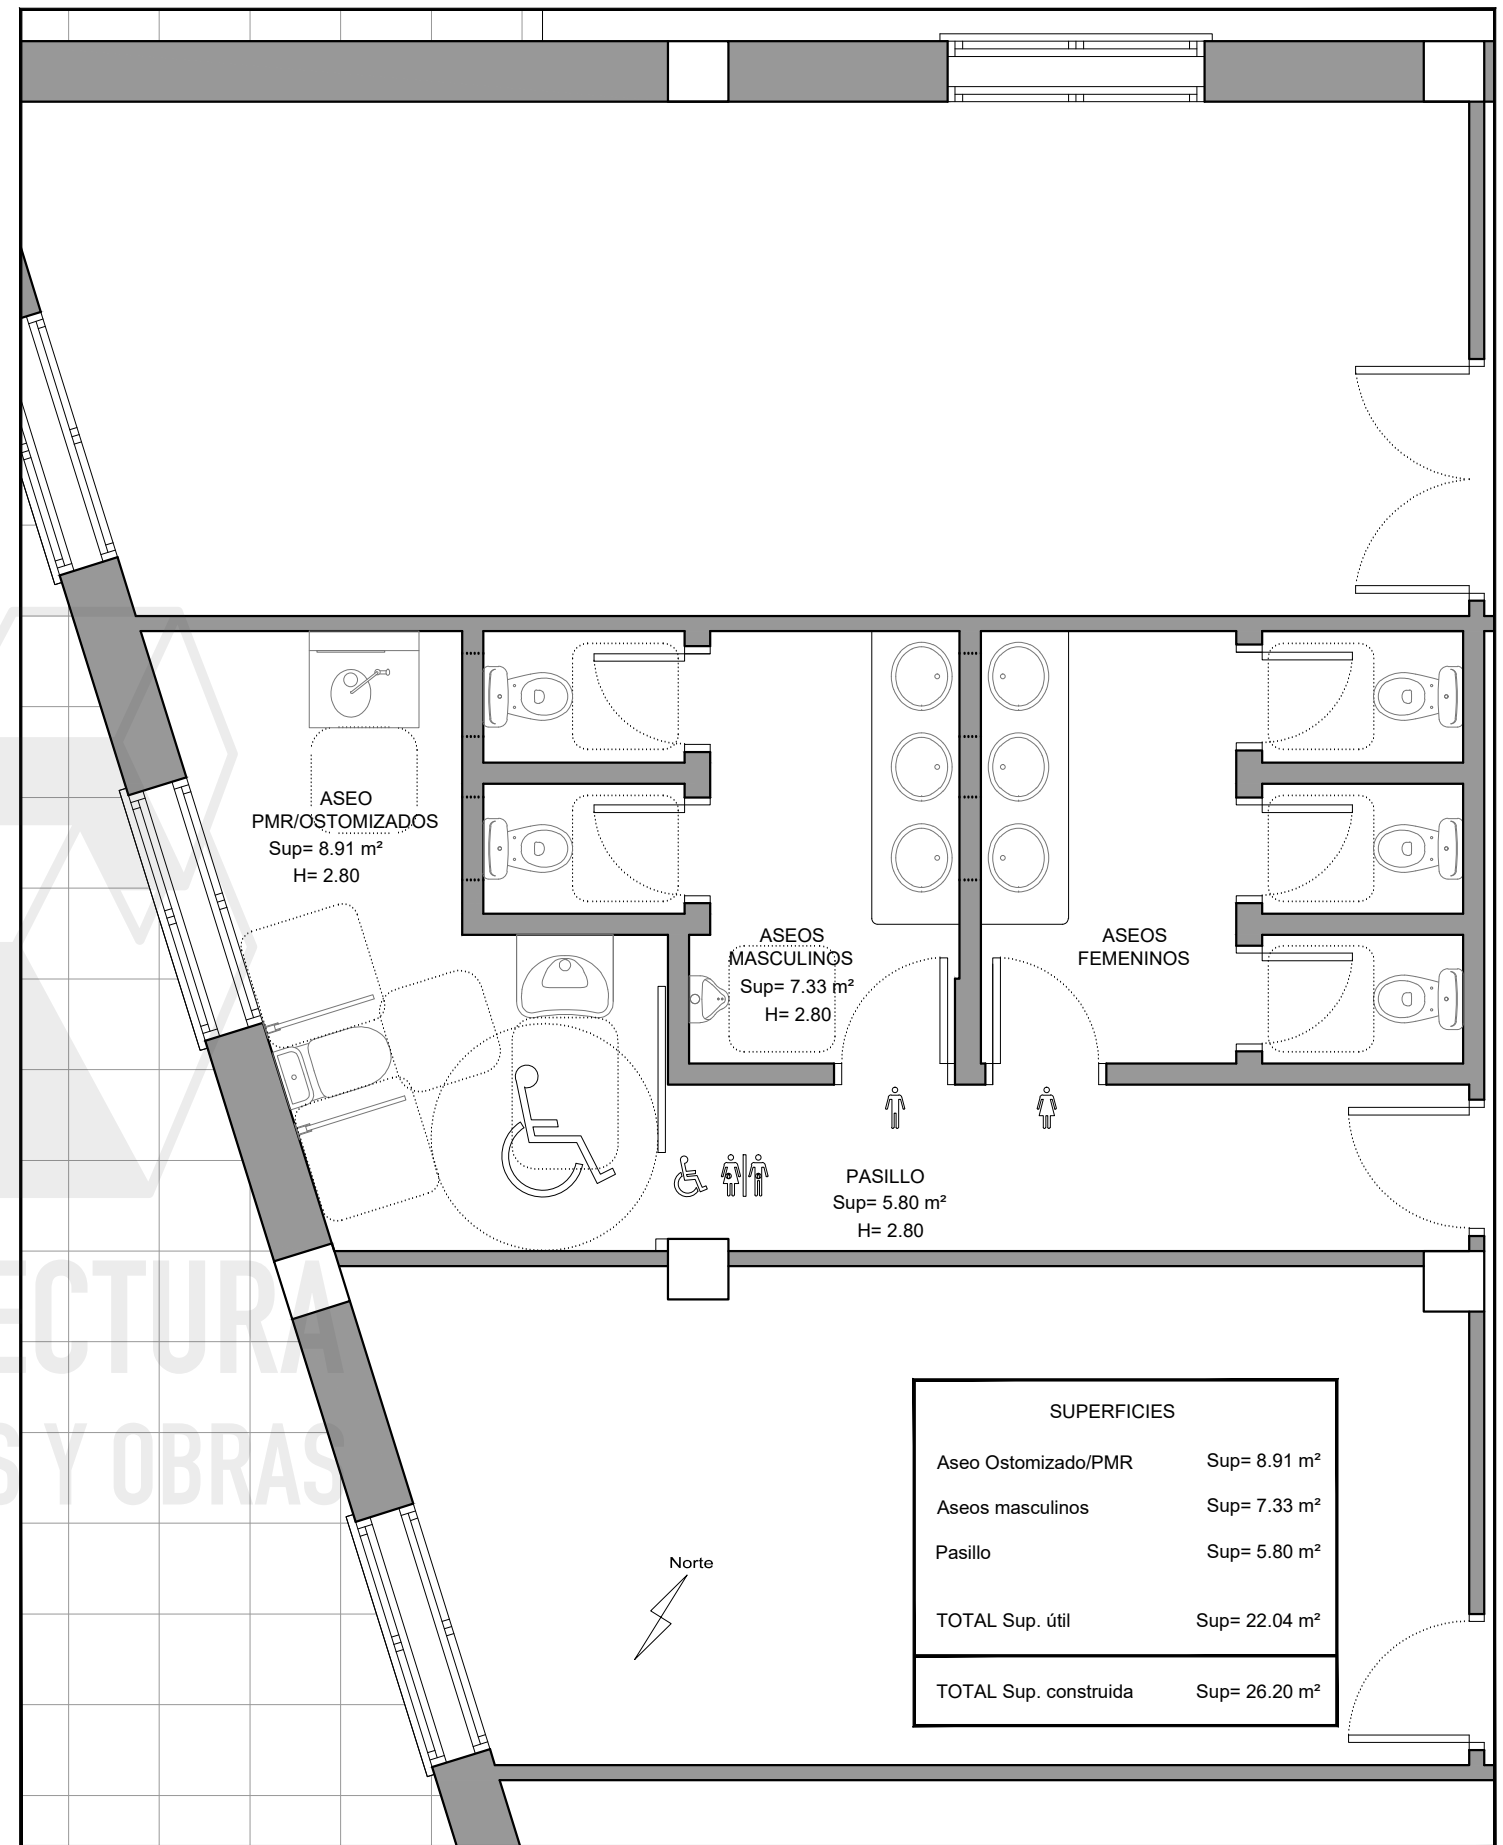 ASEO
PMR/OSTOMIZADOS
Sup= 8.91 m²
H= 2.80
ASEOS
MASCULINOS
Sup= 7.33 m²
H= 2.80
ASEOS
FEMENINOS
PASILLO
Sup= 5.80 m²
H= 2.80
ECTURA
S Y OBRAS
Norte
SUPERFICIES
Aseo Ostomizado/PMR Sup= 8.91 m²
Aseos masculinos Sup= 7.33 m²
Pasillo Sup= 5.80 m²
TOTAL Sup. útil Sup= 22.04 m²
TOTAL Sup. construida Sup= 26.20 m²